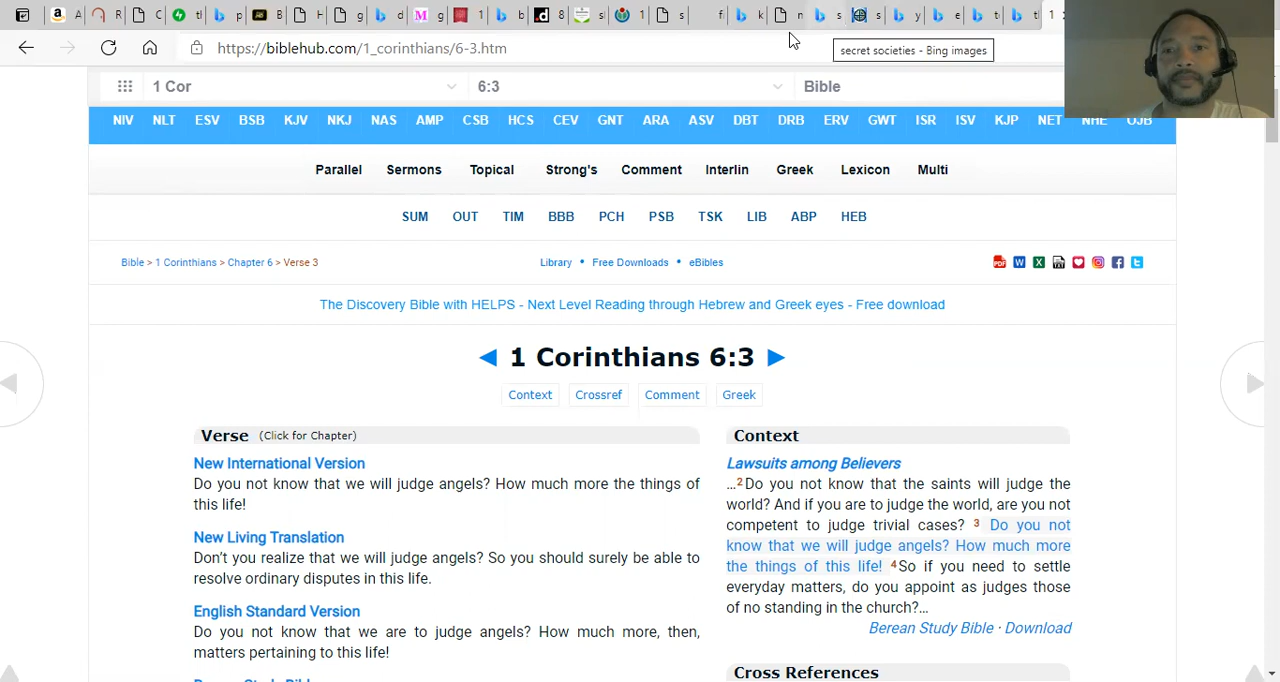 A R C tl p B H g d M g 1 b 8 si 1 s f k n s s y e t tl 1
https://biblehub.com/1_corinthians/6-3.htm
secret societies - Bing images
1 Cor 6:3 Bible
NIV NLT ESV BSB KJV NKJ NAS AMP CSB HCS CEV GNT ARA ASV DBT DRB ERV GWT ISR ISV KJP NET NHE OJB
Parallel Sermons Topical Strong's Comment Interlin Greek Lexicon Multi
SUM OUT TIM BBB PCH PSB TSK LIB ABP HEB
Bible > 1 Corinthians > Chapter 6 > Verse 3
Library • Free Downloads • eBibles
The Discovery Bible with HELPS - Next Level Reading through Hebrew and Greek eyes - Free download
◄ 1 Corinthians 6:3 ►
Context Crossref Comment Greek
Verse (Click for Chapter)
New International Version
Do you not know that we will judge angels? How much more the things of
this life!
New Living Translation
Don’t you realize that we will judge angels? So you should surely be able to
resolve ordinary disputes in this life.
English Standard Version
Do you not know that we are to judge angels? How much more, then,
matters pertaining to this life!
Context
Lawsuits among Believers
…2Do you not know that the saints will judge the
world? And if you are to judge the world, are you not
competent to judge trivial cases? 3 Do you not
know that we will judge angels? How much more
the things of this life! 4So if you need to settle
everyday matters, do you appoint as judges those
of no standing in the church?…
Berean Study Bible · Download
Cross References